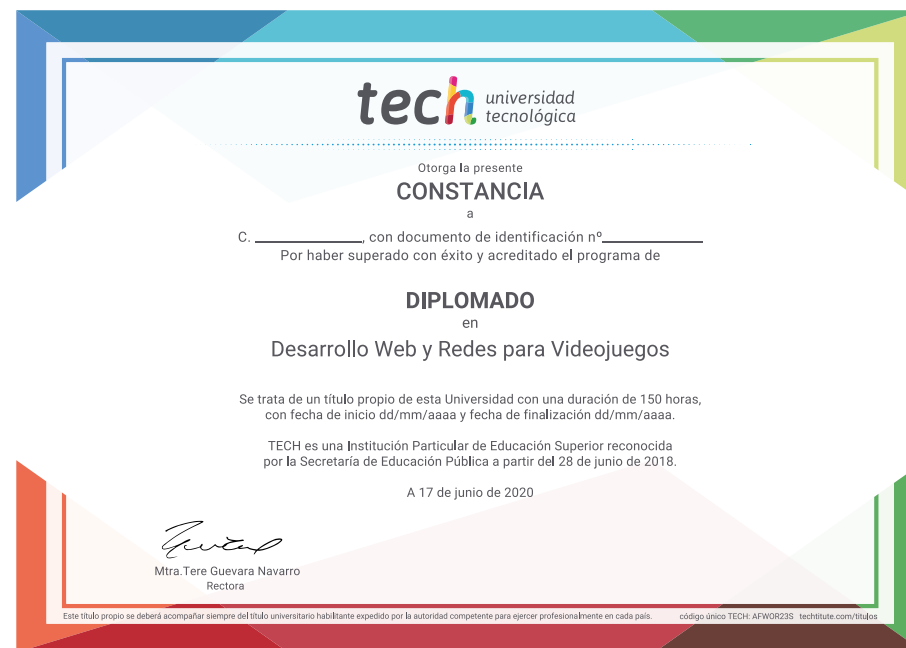 tech universidad
tecnológica
Otorga la presente
CONSTANCIA
a
C. ____________, con documento de identificación nº____________
Por haber superado con éxito y acreditado el programa de
DIPLOMADO
en
Desarrollo Web y Redes para Videojuegos
Se trata de un título propio de esta Universidad con una duración de 150 horas,
con fecha de inicio dd/mm/aaaa y fecha de finalización dd/mm/aaaa.
TECH es una Institución Particular de Educación Superior reconocida
por la Secretaría de Educación Pública a partir del 28 de junio de 2018.
A 17 de junio de 2020
Mtra.Tere Guevara Navarro
Rectora
Este título propio se deberá acompañar siempre del título universitario habilitante expedido por la autoridad competente para ejercer profesionalmente en cada país. código único TECH: AFWOR23S techtitute.com/titulos